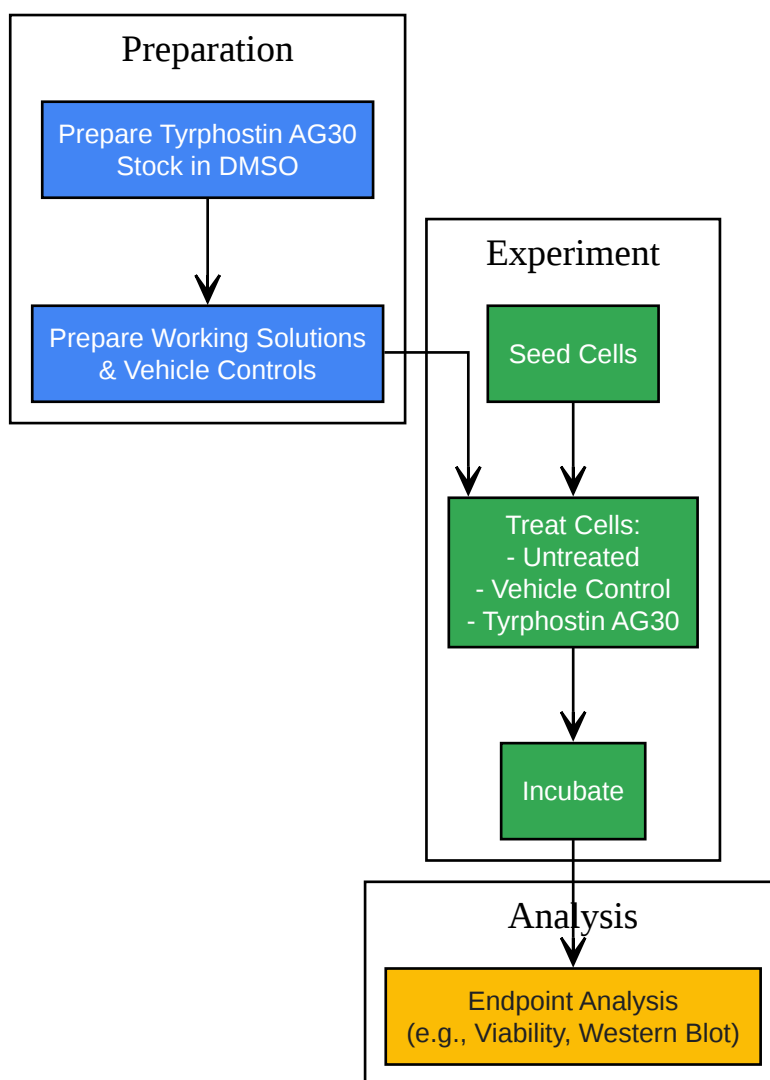 Preparation
Prepare Tyrphostin AG30
Stock in DMSO
Prepare Working Solutions
& Vehicle Controls
Experiment
Seed Cells
Treat Cells:
- Untreated
- Vehicle Control
- Tyrphostin AG30
Incubate
Analysis
Endpoint Analysis
(e.g., Viability, Western Blot)